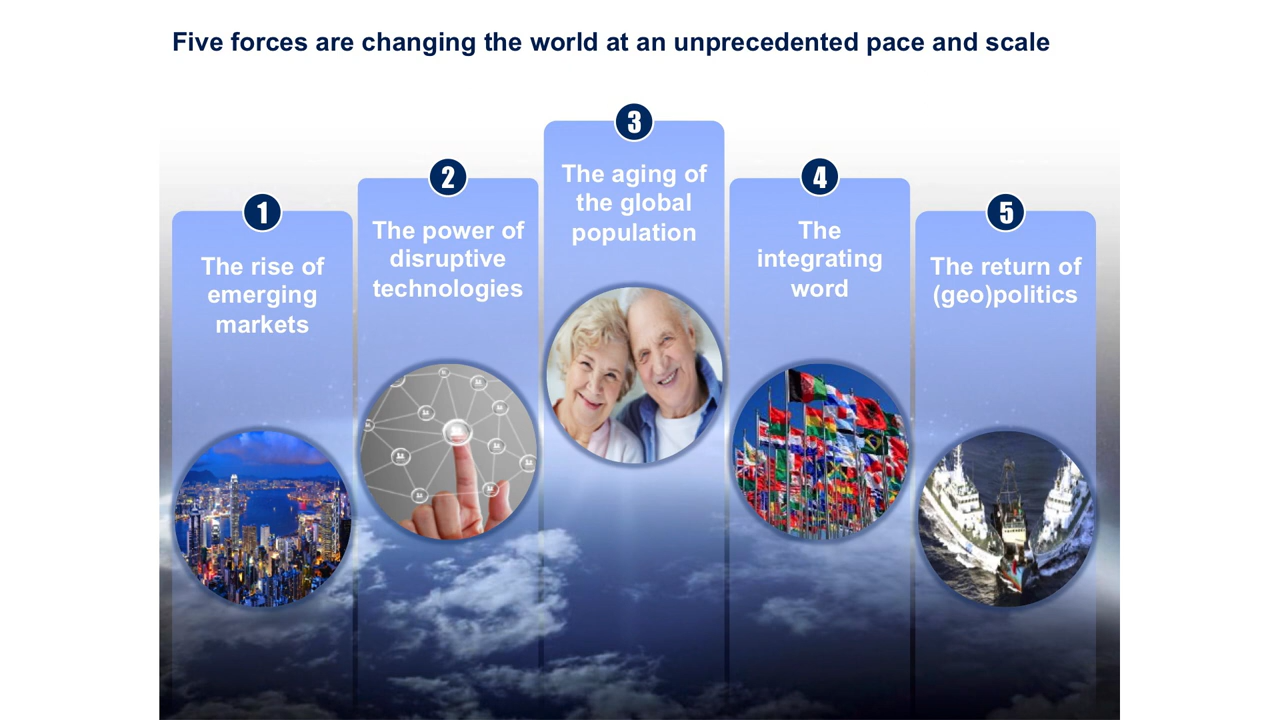 Five forces are changing the world at an unprecedented pace and scale
1
The rise of
emerging
markets
2
The power of
disruptive
technologies
3
The aging of
the global
population
4
The
integrating
word
5
The return of
(geo)politics